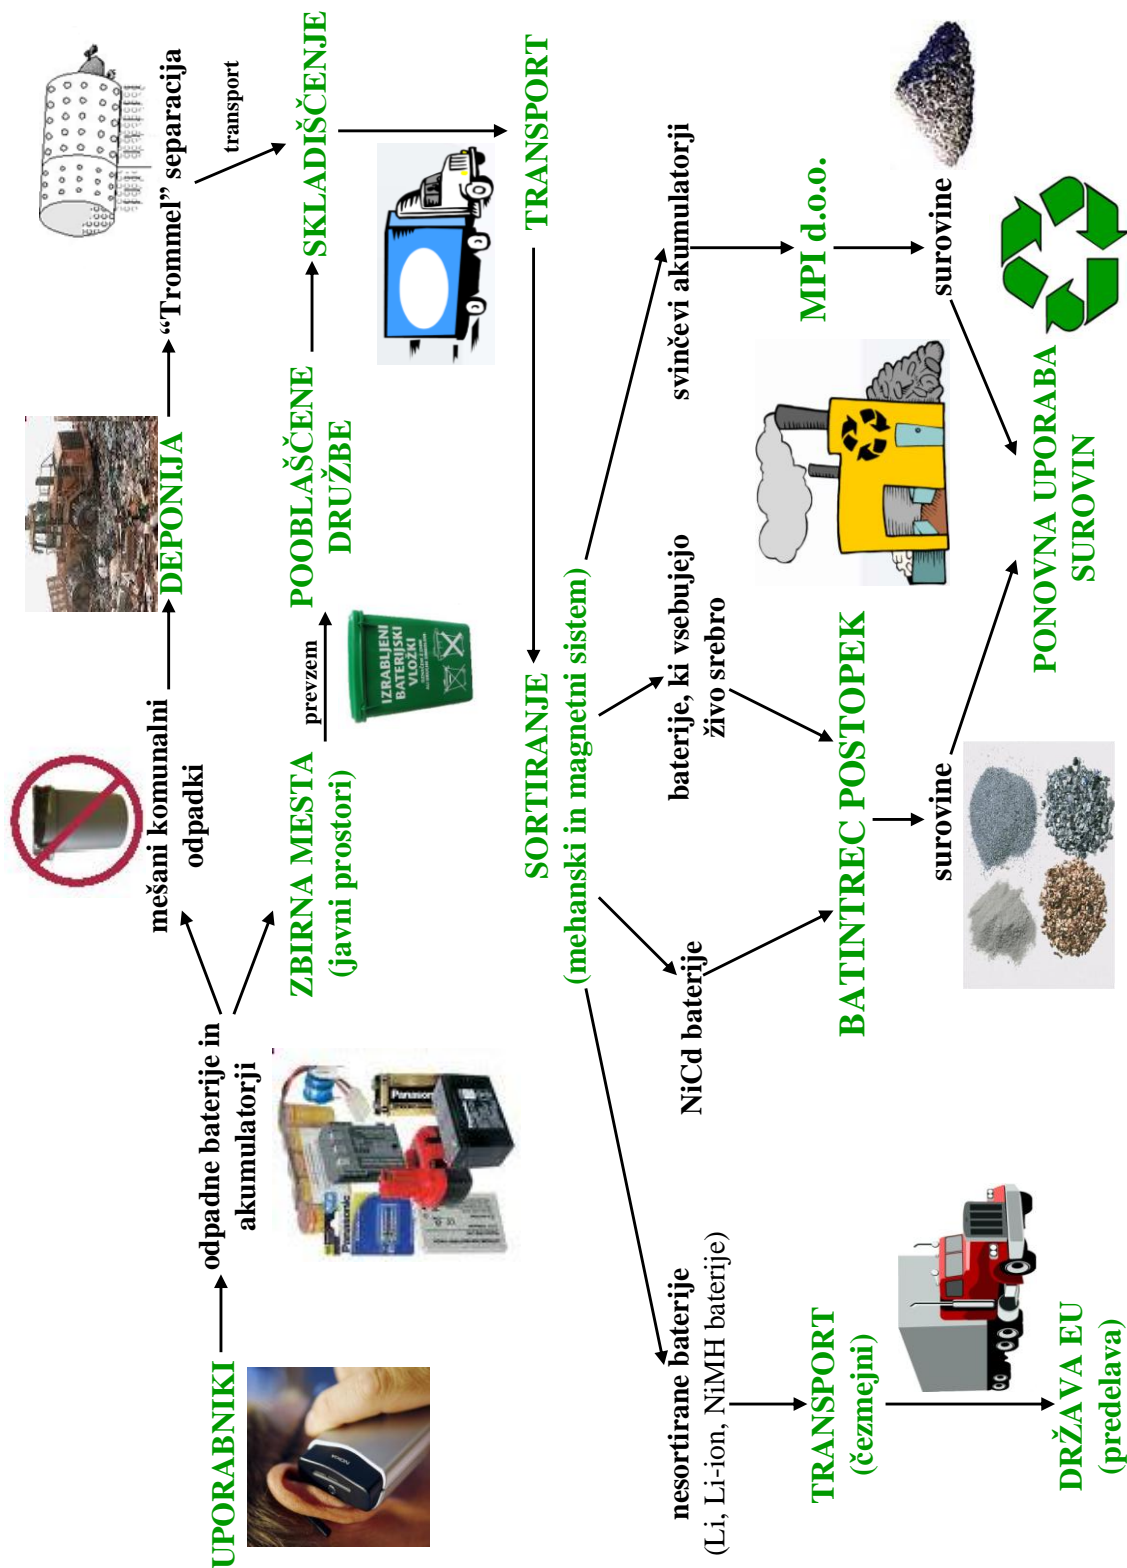 UPORABNIKI
odpadne baterije in
akumulatorji
mešani komunalni
odpadki
DEPONIJA
“Trommel” separacija
transport
ZBIRNA MESTA
(javni prostori)
prevzem
IZRABLJENI
BATERIJSKI
VLOŽKI
POOBLAŠČENE
DRUŽBE
SKLADIŠČENJE
TRANSPORT
Panasonic
Panasonic
NOKIA
SORTIRANJE
(mehanski in magnetni sistem)
nesortirane baterije
(Li, Li-ion, NiMH baterije)
NiCd baterije
baterije, ki vsebujejo
živo srebro
svinčevi akumulatorji
TRANSPORT
(čezmejni)
BATINTREC POSTOPEK
MPI d.o.o.
surovine
surovine
DRŽAVA EU
(predelava)
PONOVNA UPORABA
SUROVIN